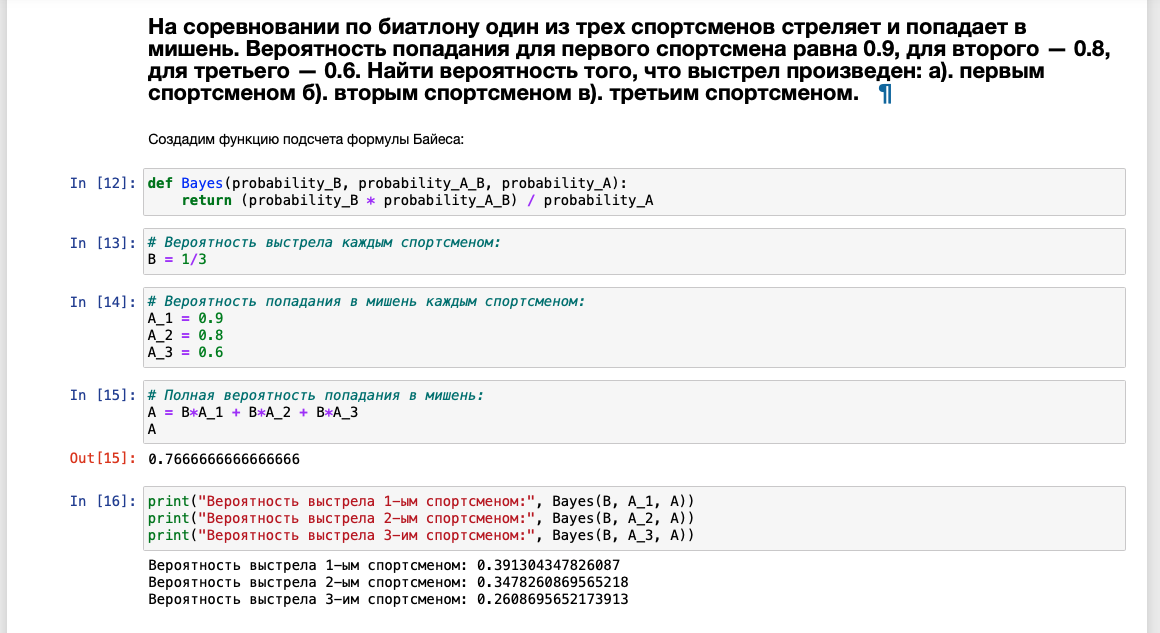 На соревновании по биатлону один из трех спортсменов стреляет и попадает в
мишень. Вероятность попадания для первого спортсмена равна 0.9, для второго — 0.8,
для третьего — 0.6. Найти вероятность того, что выстрел произведен: а). первым
спортсменом б). вторым спортсменом в). третьим спортсменом. ¶
Создадим функцию подсчета формулы Байеса:
In [12]: def Bayes(probability_B, probability_A_B, probability_A):
    return (probability_B * probability_A_B) / probability_A
In [13]: # Вероятность выстрела каждым спортсменом:
B = 1/3
In [14]: # Вероятность попадания в мишень каждым спортсменом:
A_1 = 0.9
A_2 = 0.8
A_3 = 0.6
In [15]: # Полная вероятность попадания в мишень:
A = B*A_1 + B*A_2 + B*A_3
A
Out[15]: 0.7666666666666666
In [16]: print("Вероятность выстрела 1-ым спортсменом:", Bayes(B, A_1, A))
print("Вероятность выстрела 2-ым спортсменом:", Bayes(B, A_2, A))
print("Вероятность выстрела 3-им спортсменом:", Bayes(B, A_3, A))
Вероятность выстрела 1-ым спортсменом: 0.391304347826087
Вероятность выстрела 2-ым спортсменом: 0.3478260869565218
Вероятность выстрела 3-им спортсменом: 0.2608695652173913